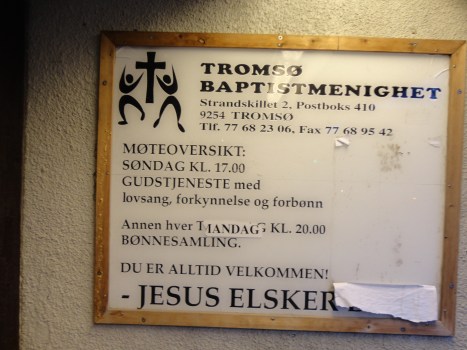 TROMSØ
BAPTISTMENIGHET
Strandskillet 2, Postboks 410
9254 TROMSØ
Tlf. 77 68 23 06, Fax 77 68 95 42
MØTEOVERSIKT:
SØNDAG KL. 17.00
GUDSTJENESTE med
lovsang, forkynnelse og forbønn
Annen hver MANDAG KL. 20.00
BØNNESAMLING.
DU ER ALLTID VELKOMMEN!
- JESUS ELSKER